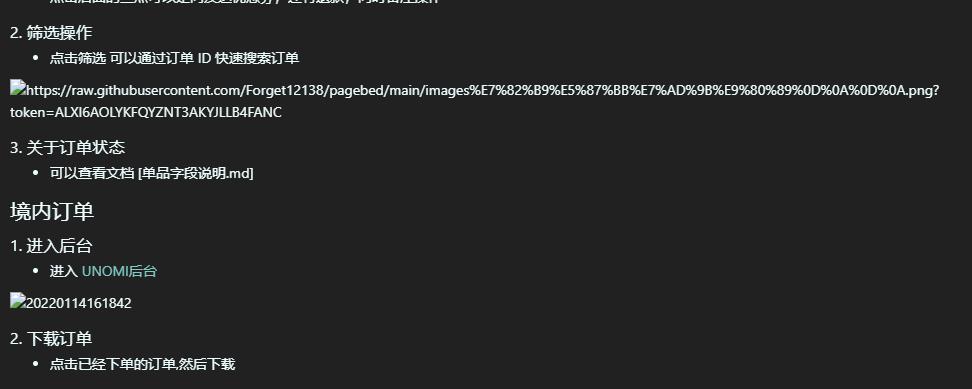 2. 筛选操作
点击筛选 可以通过订单 ID 快速搜索订单
https://raw.githubusercontent.com/Forget12138/pagebed/main/images%E7%82%B9%E5%87%BB%E7%AD%9B%E9%80%89%0D%0A%0D%0A.png?
token=ALXI6AOLYKFQYZNT3AKYJLLB4FANC
3. 关于订单状态
可以查看文档 [单品字段说明.md]
境内订单
1. 进入后台
进入 UNOMI后台
20220114161842
2. 下载订单
点击已经下单的订单,然后下载